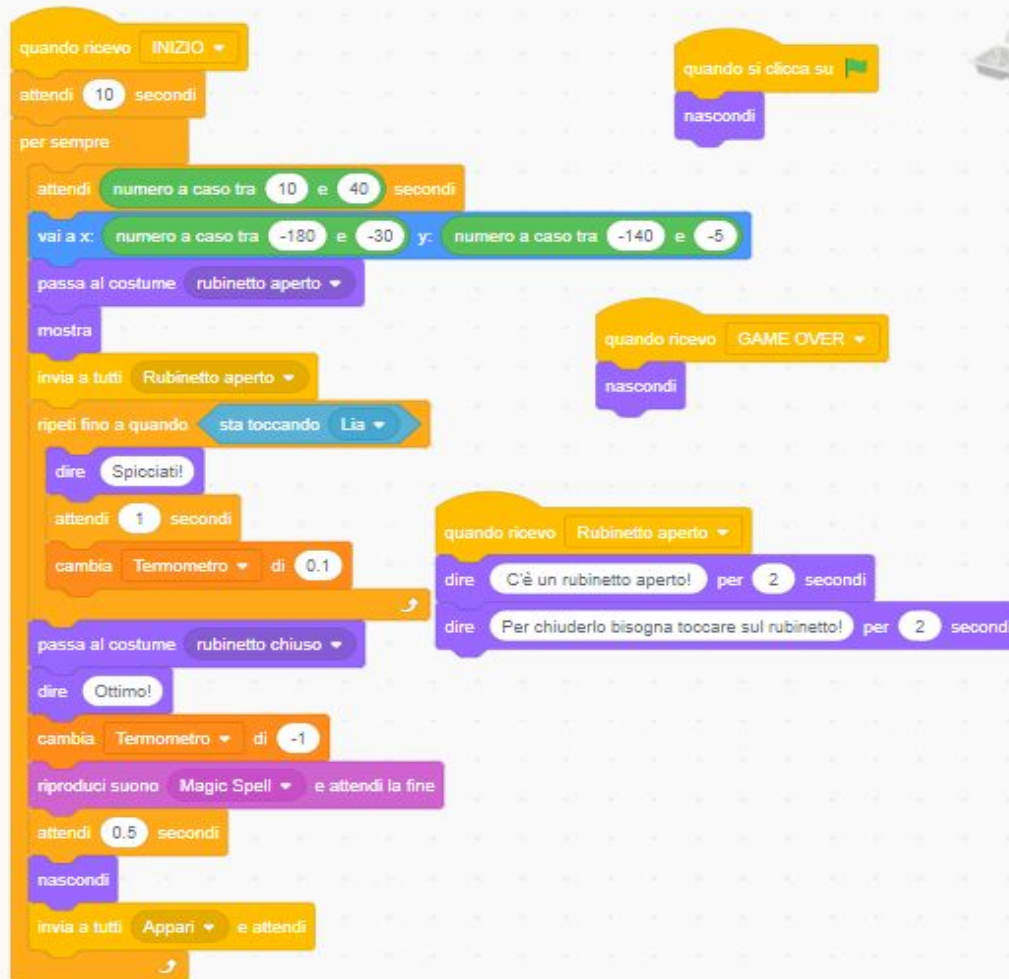 quando ricevo INIZIO
attendi 10 secondi
per sempre
attendi numero a caso tra 10 e 40 secondi
vai a x: numero a caso tra -180 e -30 y: numero a caso tra -140 e -5
passa al costume rubinetto aperto
mostra
invia a tutti Rubinetto aperto
ripeti fino a quando sta toccando Lia
dire Spicciati!
attendi 1 secondi
cambia Termometro di 0.1
passa al costume rubinetto chiuso
dire Ottimo!
cambia Termometro di -1
riproduci suono Magic Spell e attendi la fine
attendi 0.5 secondi
nascondi
invia a tutti Appari e attendi
quando si clicca su
nascondi
quando ricevo GAME OVER
nascondi
quando ricevo Rubinetto aperto
dire C'è un rubinetto aperto! per 2 secondi
dire Per chiuderlo bisogna toccare sul rubinetto! per 2 secondi